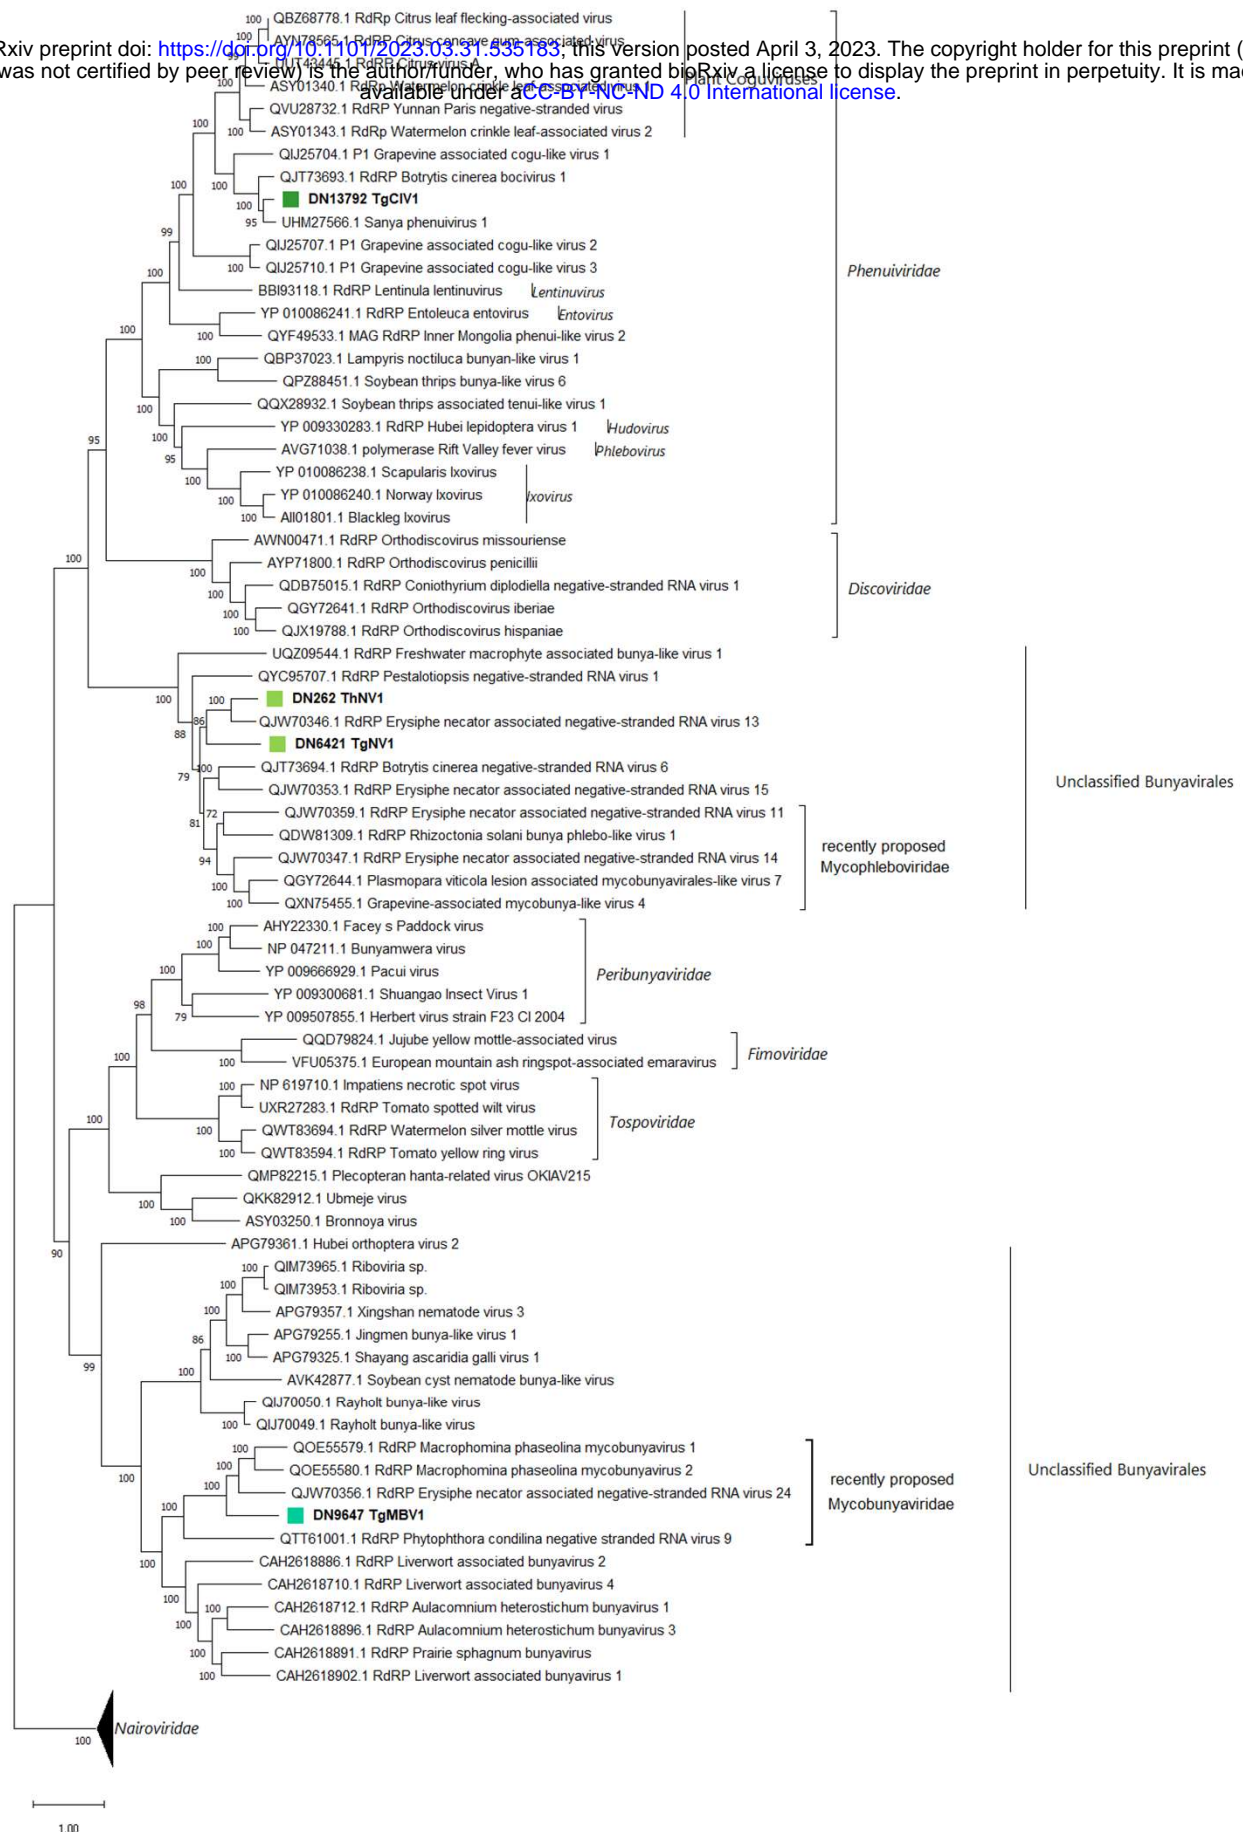 QBZ68778.1 RdRp Citrus leaf flecking-associated virus
AYN78565.1 RdRP Citrus concave gum-associated virus
Rxiv preprint doi: https://doi.org/10.1101/2023.03.31.535183; this version posted April 3, 2023. The copyright holder for this preprint (
UUT43445.1 RdRP Citrus virus A
was not certified by peer review) is the author/funder, who has granted bioRxiv a license to display the preprint in perpetuity. It is mad
Plant Coguviruses
ASY01340.1 RdRp Watermelon crinkle leaf-associated virus 1
available under aCC-BY-NC-ND 4.0 International license.
QVU28732.1 RdRP Yunnan Paris negative-stranded virus
ASY01343.1 RdRp Watermelon crinkle leaf-associated virus 2
QIJ25704.1 P1 Grapevine associated cogu-like virus 1
QJT73693.1 RdRP Botrytis cinerea bocivirus 1
DN13792 TgClV1
UHM27566.1 Sanya phenuivirus 1
QIJ25707.1 P1 Grapevine associated cogu-like virus 2
QIJ25710.1 P1 Grapevine associated cogu-like virus 3
Phenuiviridae
BBI93118.1 RdRP Lentinula lentinuvirus Lentinuvirus
YP 010086241.1 RdRP Entoleuca entovirus Entovirus
QYF49533.1 MAG RdRP Inner Mongolia phenui-like virus 2
QBP37023.1 Lampyris noctiluca bunyan-like virus 1
QPZ88451.1 Soybean thrips bunya-like virus 6
QQX28932.1 Soybean thrips associated tenui-like virus 1
YP 009330283.1 RdRP Hubei lepidoptera virus 1 Hudovirus
AVG71038.1 polymerase Rift Valley fever virus Phlebovirus
YP 010086238.1 Scapularis Ixovirus
YP 010086240.1 Norway Ixovirus Ixovirus
AII01801.1 Blackleg Ixovirus
AWN00471.1 RdRP Orthodiscovirus missouriense
AYP71800.1 RdRP Orthodiscovirus penicillii
QDB75015.1 RdRP Coniothyrium diplodiella negative-stranded RNA virus 1
Discoviridae
QGY72641.1 RdRP Orthodiscovirus iberiae
QJX19788.1 RdRP Orthodiscovirus hispaniae
UQZ09544.1 RdRP Freshwater macrophyte associated bunya-like virus 1
QYC95707.1 RdRP Pestalotiopsis negative-stranded RNA virus 1
DN262 ThNV1
QJW70346.1 RdRP Erysiphe necator associated negative-stranded RNA virus 13
DN6421 TgNV1
QJT73694.1 RdRP Botrytis cinerea negative-stranded RNA virus 6
Unclassified Bunyavirales
QJW70353.1 RdRP Erysiphe necator associated negative-stranded RNA virus 15
QJW70359.1 RdRP Erysiphe necator associated negative-stranded RNA virus 11
QDW81309.1 RdRP Rhizoctonia solani bunya phlebo-like virus 1
recently proposed
QJW70347.1 RdRP Erysiphe necator associated negative-stranded RNA virus 14
Mycophleboviridae
QGY72644.1 Plasmopara viticola lesion associated mycobunyavirales-like virus 7
QXN75455.1 Grapevine-associated mycobunya-like virus 4
AHY22330.1 Facey s Paddock virus
NP 047211.1 Bunyamwera virus
YP 009666929.1 Pacui virus
Peribunyaviridae
YP 009300681.1 Shuangao Insect Virus 1
YP 009507855.1 Herbert virus strain F23 CI 2004
QQD79824.1 Jujube yellow mottle-associated virus
Fimoviridae
VFU05375.1 European mountain ash ringspot-associated emaravirus
NP 619710.1 Impatiens necrotic spot virus
UXR27283.1 RdRP Tomato spotted wilt virus
Tospoviridae
QWT83694.1 RdRP Watermelon silver mottle virus
QWT83594.1 RdRP Tomato yellow ring virus
QMP82215.1 Plecopteran hanta-related virus OKIAV215
QKK82912.1 Ubmeje virus
ASY03250.1 Bronnoya virus
APG79361.1 Hubei orthoptera virus 2
QIM73965.1 Riboviria sp.
QIM73953.1 Riboviria sp.
APG79357.1 Xingshan nematode virus 3
APG79255.1 Jingmen bunya-like virus 1
APG79325.1 Shayang ascaridia galli virus 1
AVK42877.1 Soybean cyst nematode bunya-like virus
QIJ70050.1 Rayholt bunya-like virus
QIJ70049.1 Rayholt bunya-like virus
QOE55579.1 RdRP Macrophomina phaseolina mycobunyavirus 1
QOE55580.1 RdRP Macrophomina phaseolina mycobunyavirus 2
Unclassified Bunyavirales
recently proposed
QJW70356.1 RdRP Erysiphe necator associated negative-stranded RNA virus 24
Mycobunyaviridae
DN9647 TgMBV1
QTT61001.1 RdRP Phytophthora condilina negative stranded RNA virus 9
CAH2618886.1 RdRP Liverwort associated bunyavirus 2
CAH2618710.1 RdRP Liverwort associated bunyavirus 4
CAH2618712.1 RdRP Aulacomnium heterostichum bunyavirus 1
CAH2618896.1 RdRP Aulacomnium heterostichum bunyavirus 3
CAH2618891.1 RdRP Prairie sphagnum bunyavirus
CAH2618902.1 RdRP Liverwort associated bunyavirus 1
Nairoviridae
100
1.00